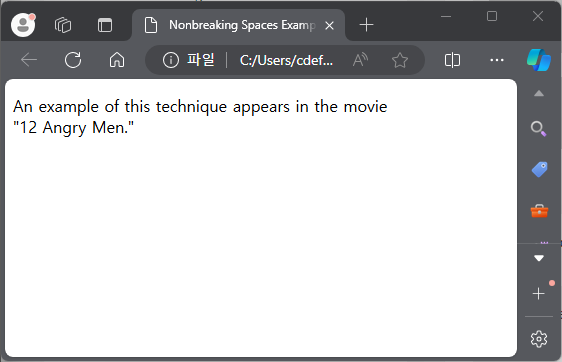 Nonbreaking Spaces Examp
파일 C:/Users/cdef...
An example of this technique appears in the movie
"12 Angry Men."